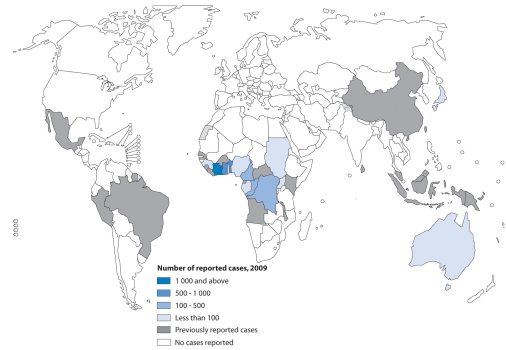 Number of reported cases, 2009
1 000 and above
500 - 1 000
100 - 500
Less than 100
Previously reported cases
No cases reported